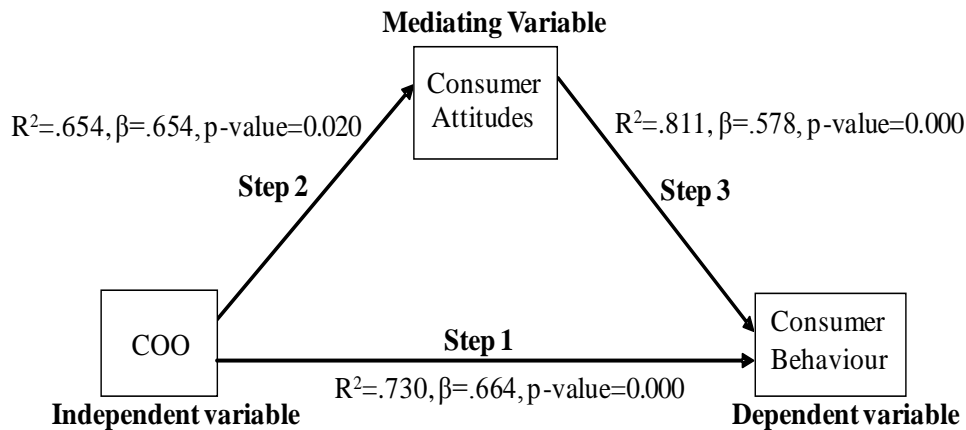 Mediating Variable
Consumer
Attitudes
R²=.654, β=.654, p-value=0.020
R²=.811, β=.578, p-value=0.000
Step 2
Step 3
COO
Step 1
Consumer
Behaviour
R²=.730, β=.664, p-value=0.000
Independent variable
Dependent variable